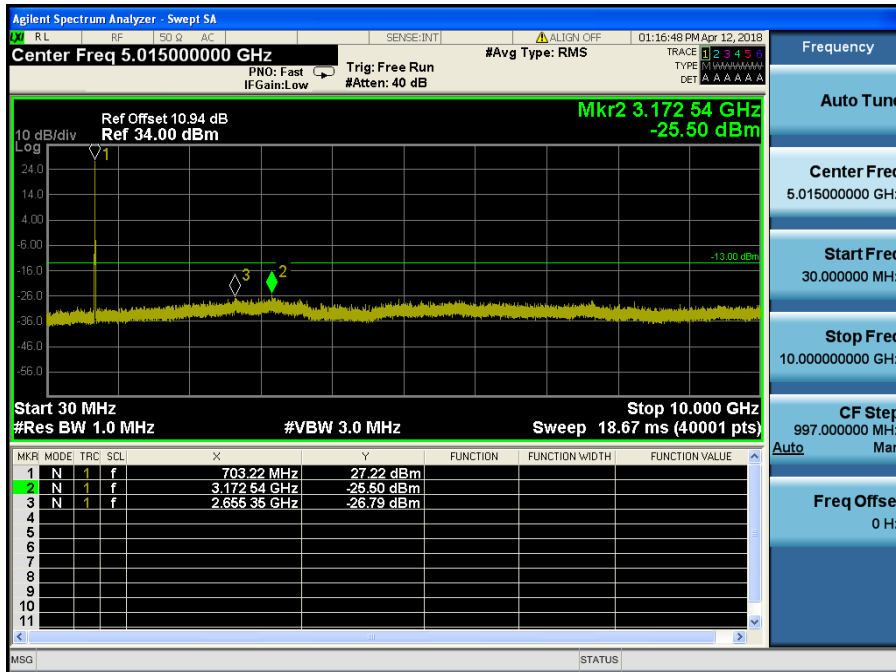 Agilent Spectrum Analyzer - Swept SA
LXI RL RF 50 Ω AC SENSE:INT ALIGN OFF 01:16:48 PM Apr 12, 2018
Center Freq 5.015000000 GHz
#Avg Type: RMS
TRACE 1 2 3 4 5 6
TYPE M WWWWW
DET A A A A A A
PNO: Fast
IFGain:Low
Trig: Free Run
#Atten: 40 dB
Mkr2 3.172 54 GHz
-25.50 dBm
Ref Offset 10.94 dB
10 dB/div Ref 34.00 dBm
Log
1
24.0
14.0
4.00
-6.00
-13.00 dBm
-16.0
3 2
-26.0
-36.0
-46.0
-56.0
Start 30 MHz Stop 10.000 GHz
#Res BW 1.0 MHz #VBW 3.0 MHz Sweep 18.67 ms (40001 pts)
MKR MODE TRC SCL X Y FUNCTION FUNCTION WIDTH FUNCTION VALUE
1 N 1 f 703.22 MHz 27.22 dBm
2 N 1 f 3.172 54 GHz -25.50 dBm
3 N 1 f 2.655 35 GHz -26.79 dBm
4
5
6
7
8
9
10
11
MSG STATUS
Frequency
Auto Tune
Center Freq
5.015000000 GHz
Start Freq
30.000000 MHz
Stop Freq
10.000000000 GHz
CF Step
997.000000 MHz
Auto Man
Freq Offset
0 Hz